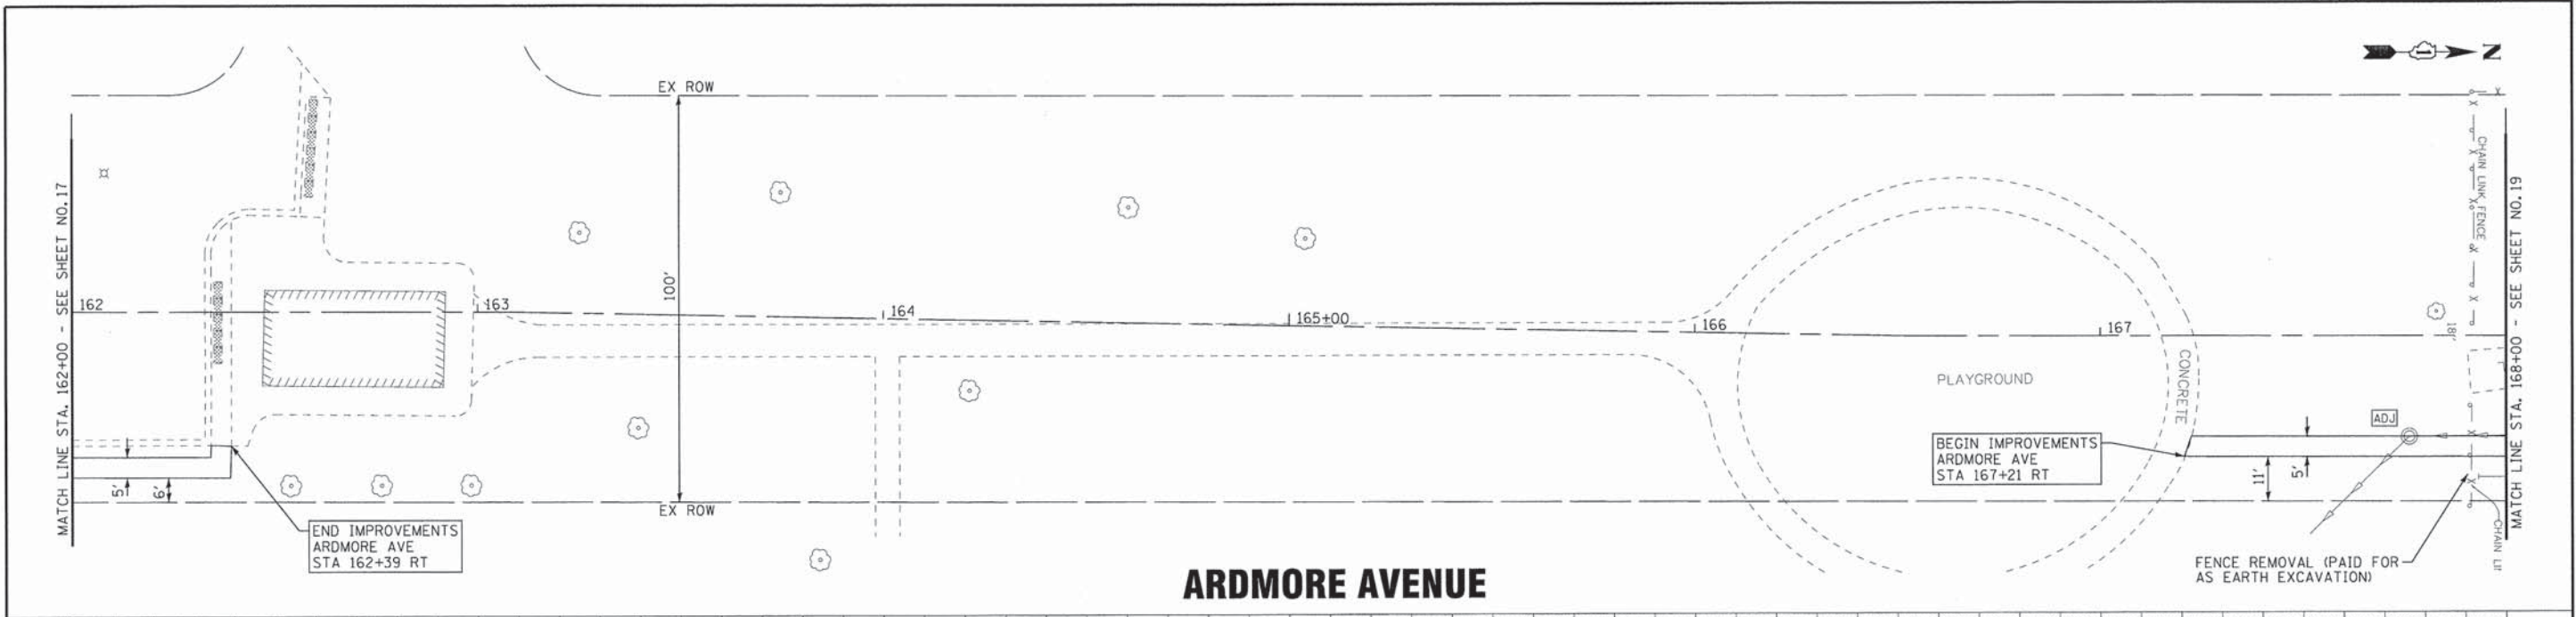 N
EX ROW
MATCH LINE STA. 162+00 - SEE SHEET NO.17
162
163
100'
164
165+00
166
167
PLAYGROUND
CONCRETE
CHAIN LINK FENCE
18"
MATCH LINE STA. 168+00 - SEE SHEET NO.19
ADJ
BEGIN IMPROVEMENTS
ARDMORE AVE
STA 167+21 RT
11'
5'
5'
6'
EX ROW
END IMPROVEMENTS
ARDMORE AVE
STA 162+39 RT
FENCE REMOVAL (PAID FOR
AS EARTH EXCAVATION)
ARDMORE AVENUE